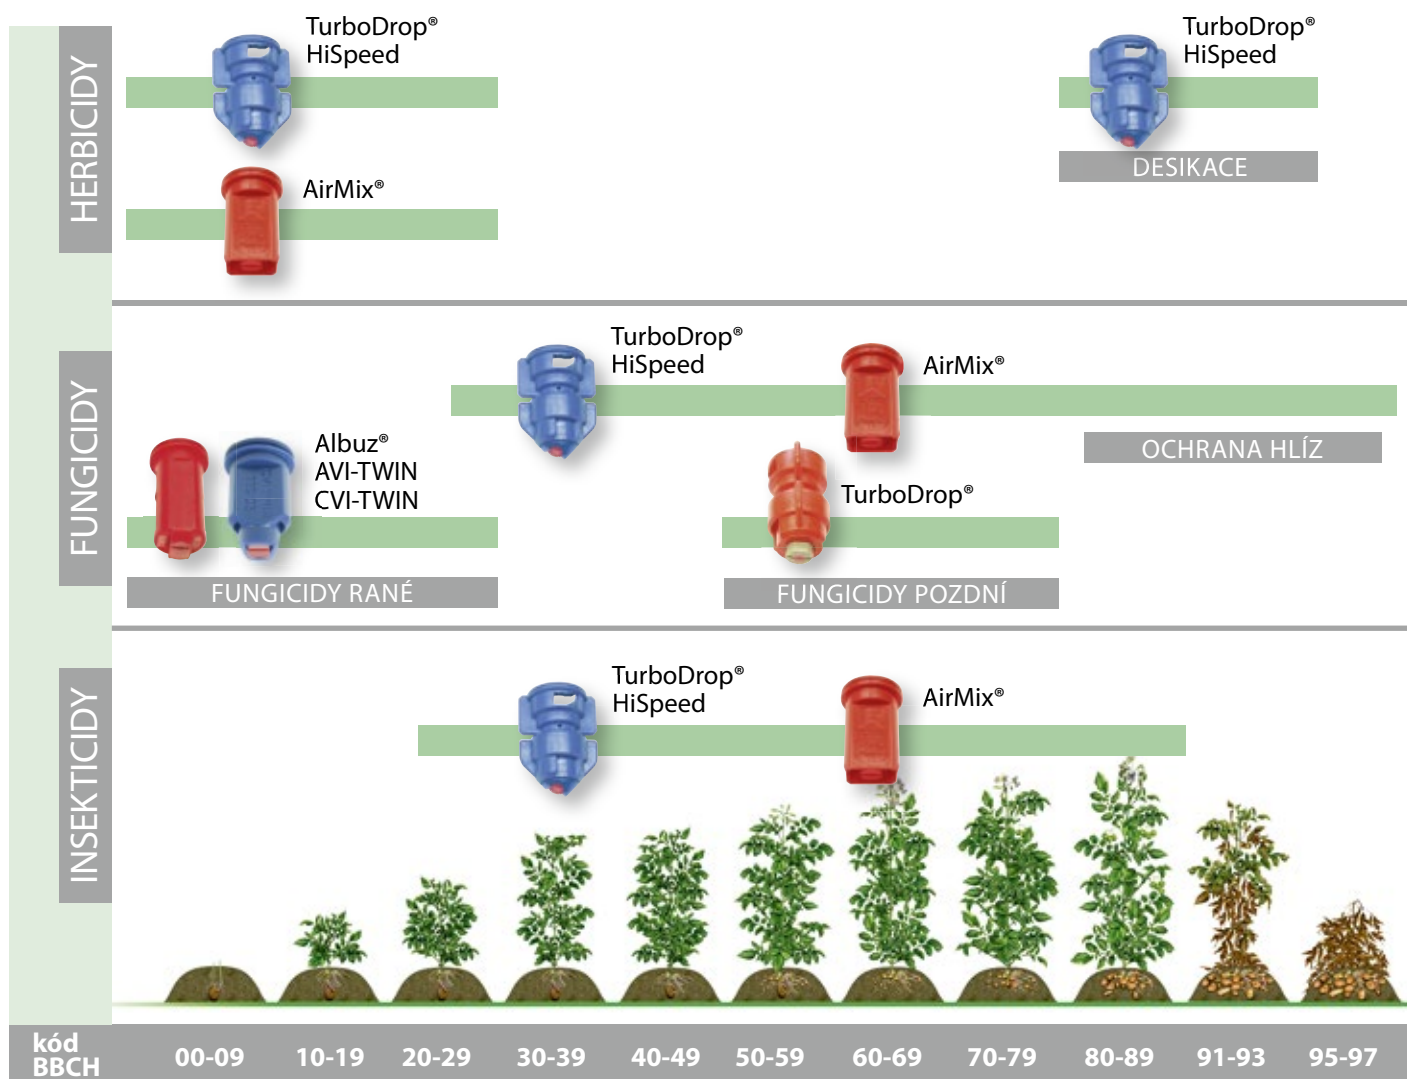 HERBICIDY
TurboDrop®
HiSpeed
TurboDrop®
HiSpeed
DESIKACE
AirMix®
FUNGICIDY
TurboDrop®
HiSpeed
AirMix®
OCHRANA HLÍZ
Albuz®
AVI-TWIN
CVI-TWIN
TurboDrop®
FUNGICIDY RANÉ
FUNGICIDY POZDNÍ
INSEKTICIDY
TurboDrop®
HiSpeed
AirMix®
kód
BBCH
00-09 10-19 20-29 30-39 40-49 50-59 60-69 70-79 80-89 91-93 95-97